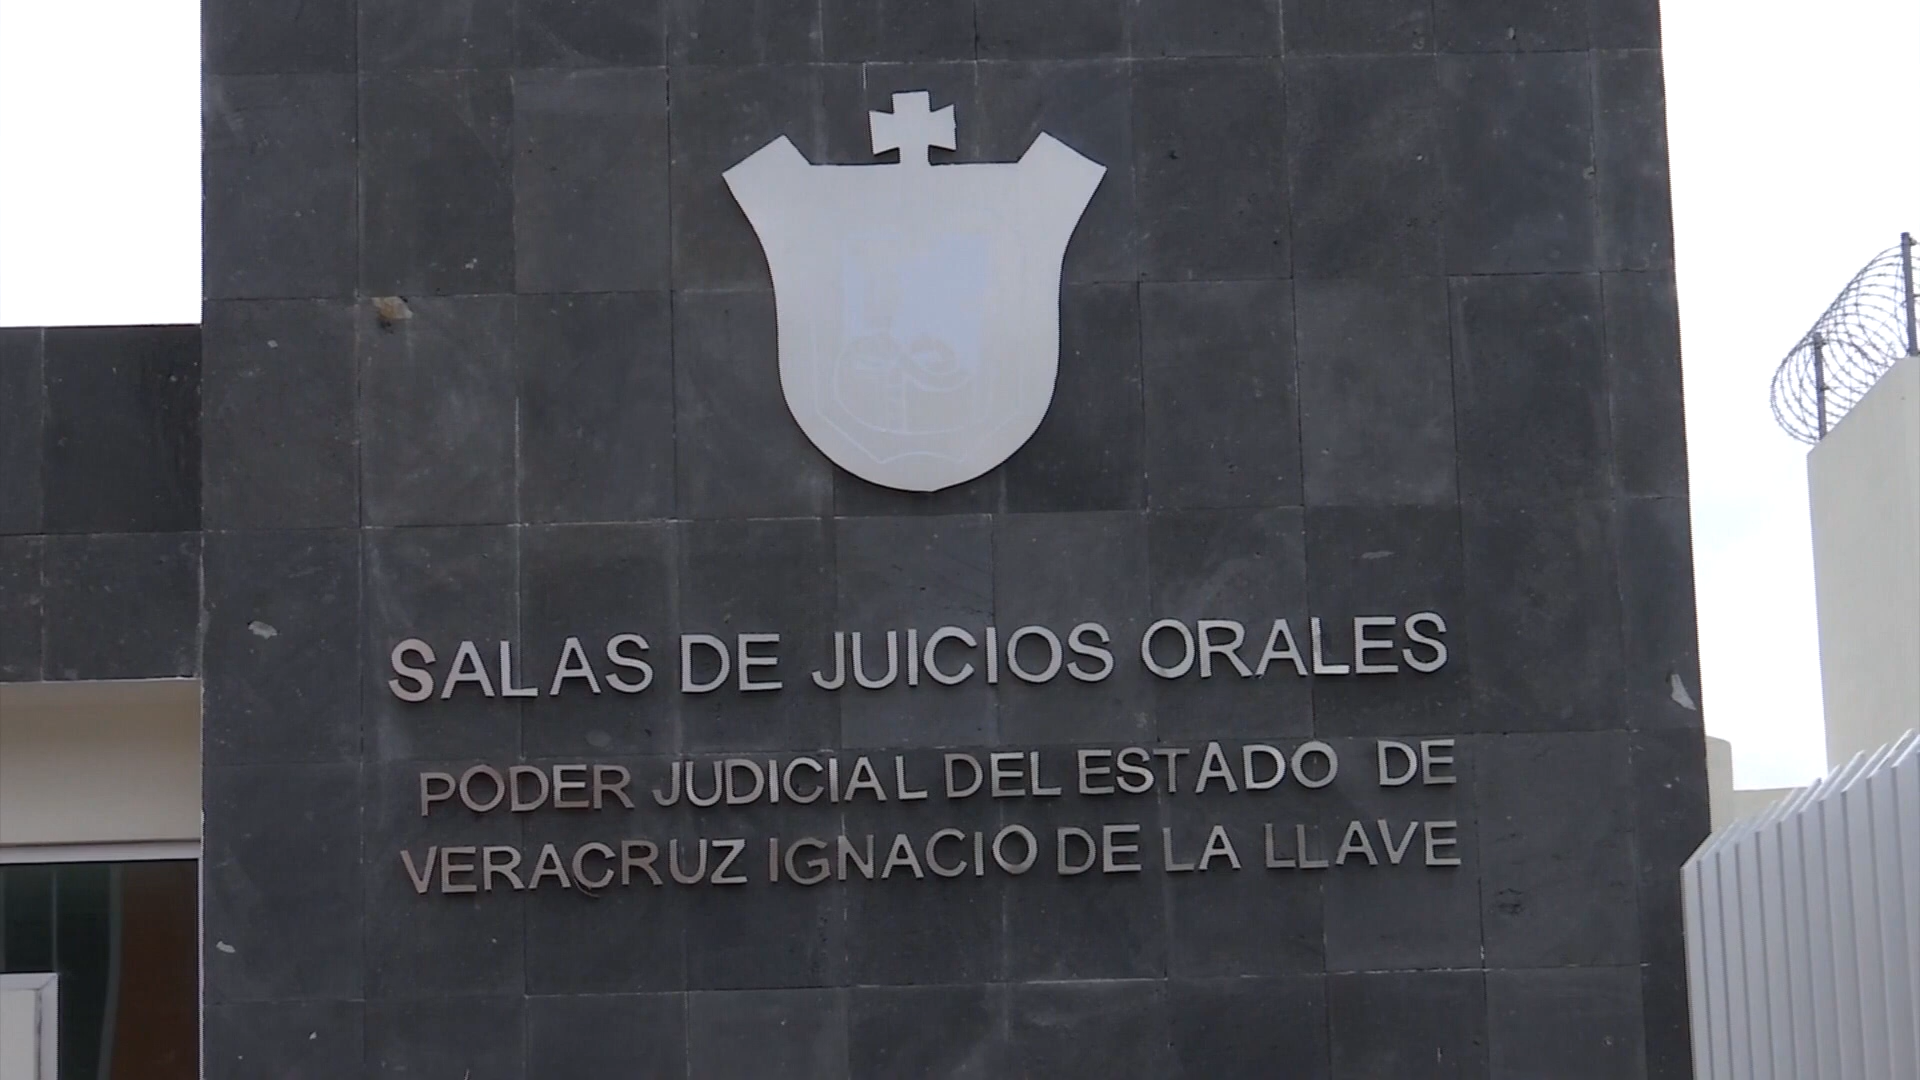 SALAS DE JUICIOS ORALES
PODER JUDICIAL DEL ESTADO DE
VERACRUZ IGNACIO DE LA LLAVE